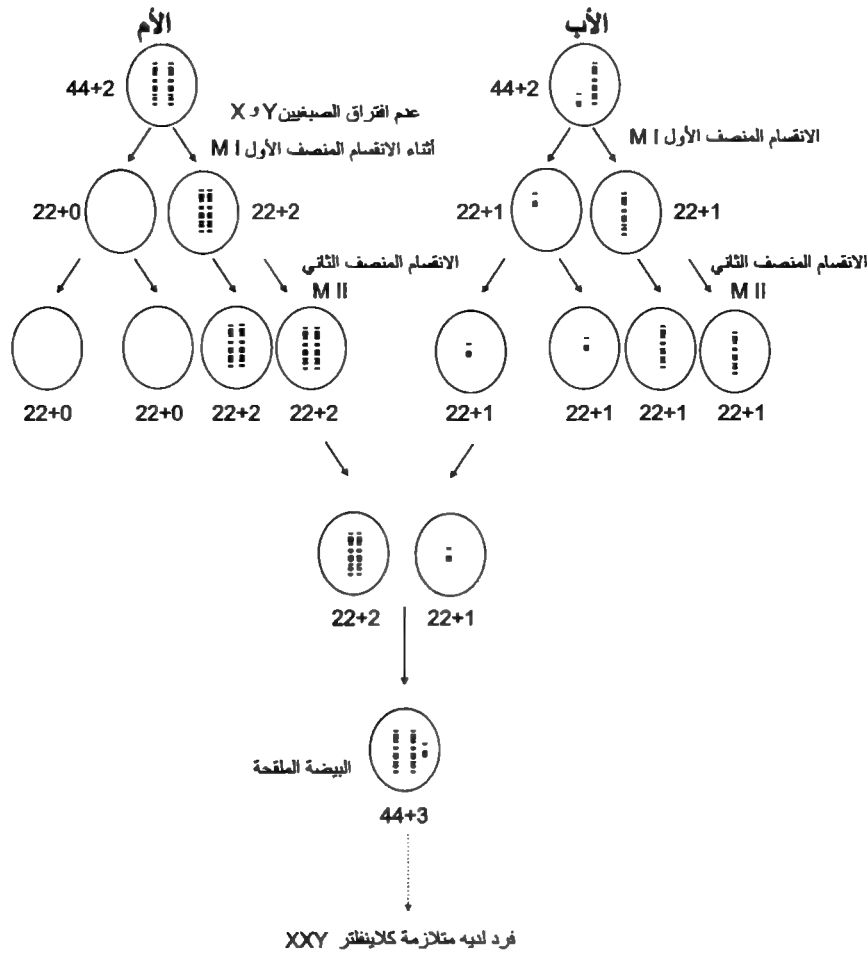 الأم
الأب
44+2
44+2
عدم افتراق الصبغيين Y و X
أثناء الانقسام المنصف الأول M I
الانقسام المنصف الأول M I
22+0
22+2
22+1
22+1
الانقسام المنصف الثاني
M II
الانقسام المنصف الثاني
M II
22+0
22+0
22+2
22+2
22+1
22+1
22+1
22+1
22+2
22+1
البيضة الملقحة
44+3
فرد لديه متلازمة كلاينفلتر XXY